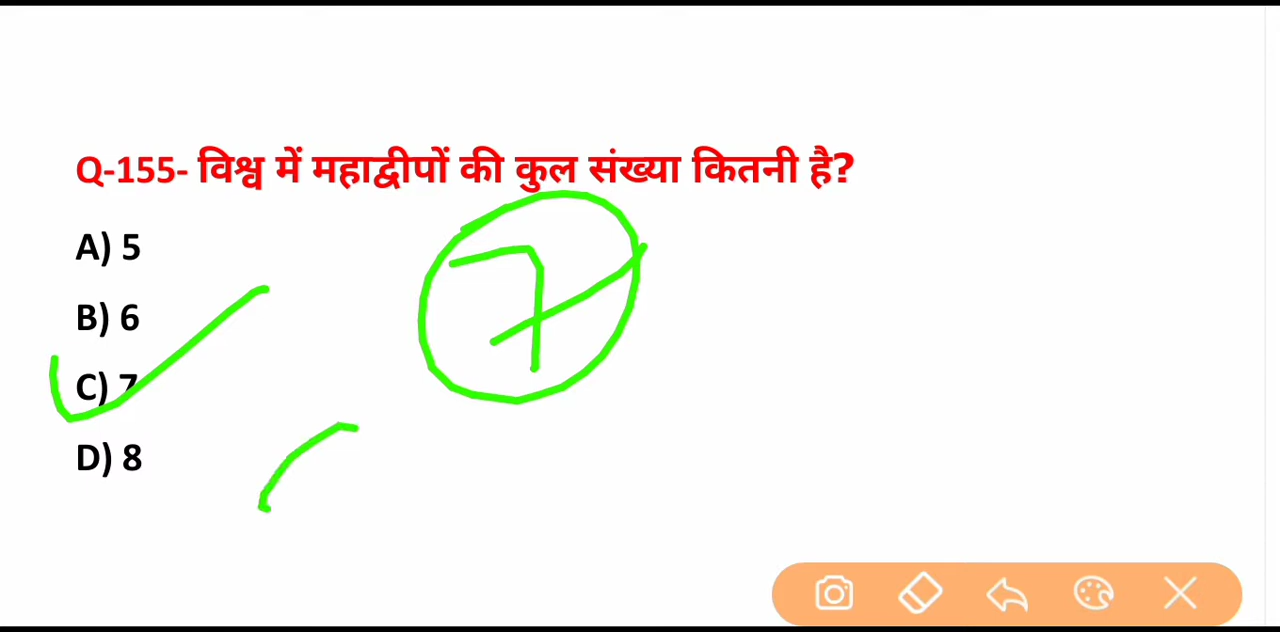 Q-155- विश्व में महाद्वीपों की कुल संख्या कितनी है?
A) 5
B) 6
C) 7
D) 8
7